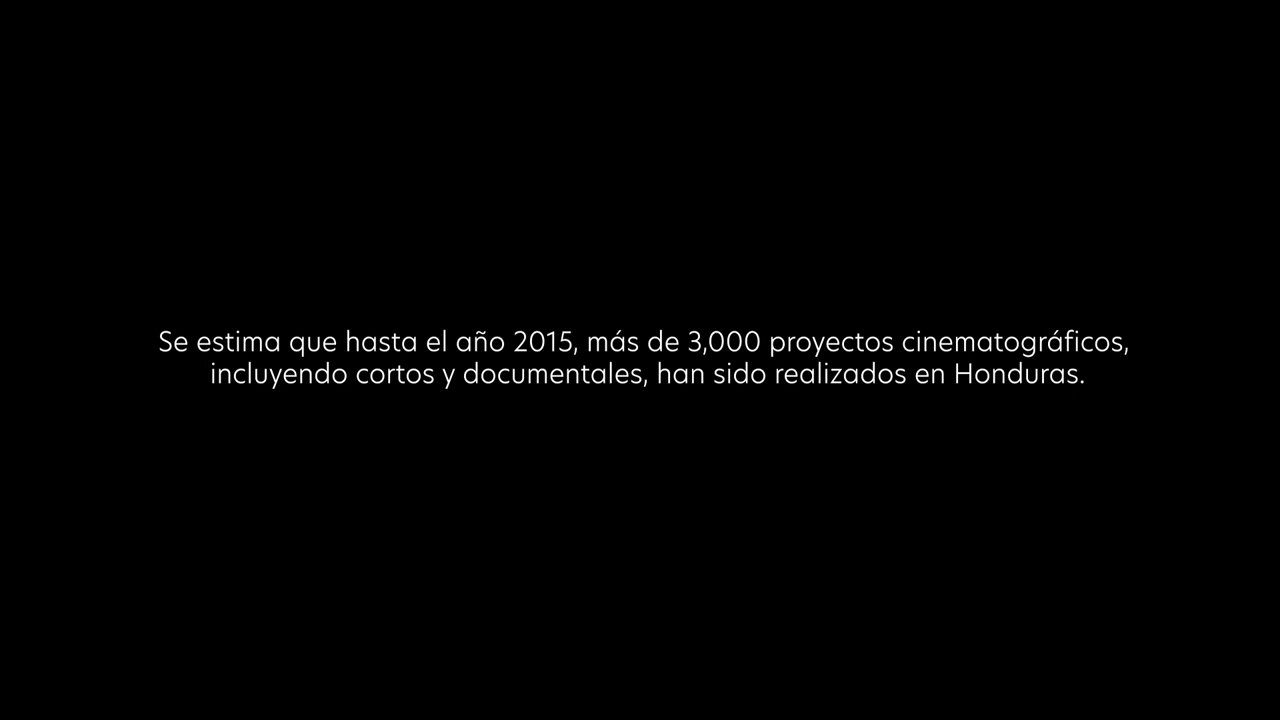 Se estima que hasta el año 2015, más de 3,000 proyectos cinematográficos,
incluyendo cortos y documentales, han sido realizados en Honduras.